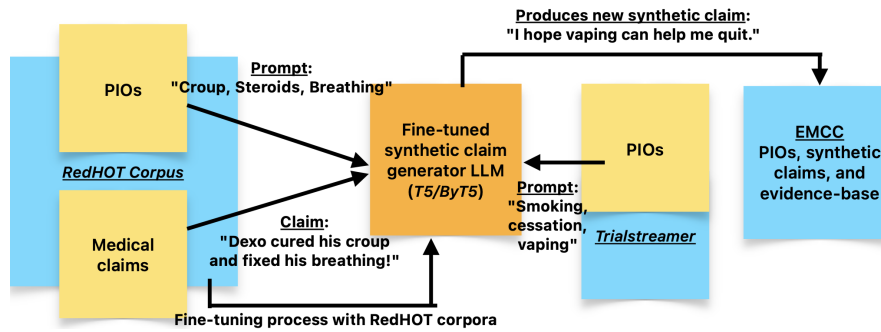 PIOs
RedHOT Corpus
Medical
claims
Prompt:
"Croup, Steroids, Breathing"
Claim:
"Dexo cured his croup
and fixed his breathing!"
Fine-tuning process with RedHOT corpora
Fine-tuned
synthetic claim
generator LLM
(T5/ByT5)
Produces new synthetic claim:
"I hope vaping can help me quit."
PIOs
Prompt:
"Smoking,
cessation,
vaping"
Trialstreamer
EMCC
PIOs, synthetic
claims, and
evidence-base